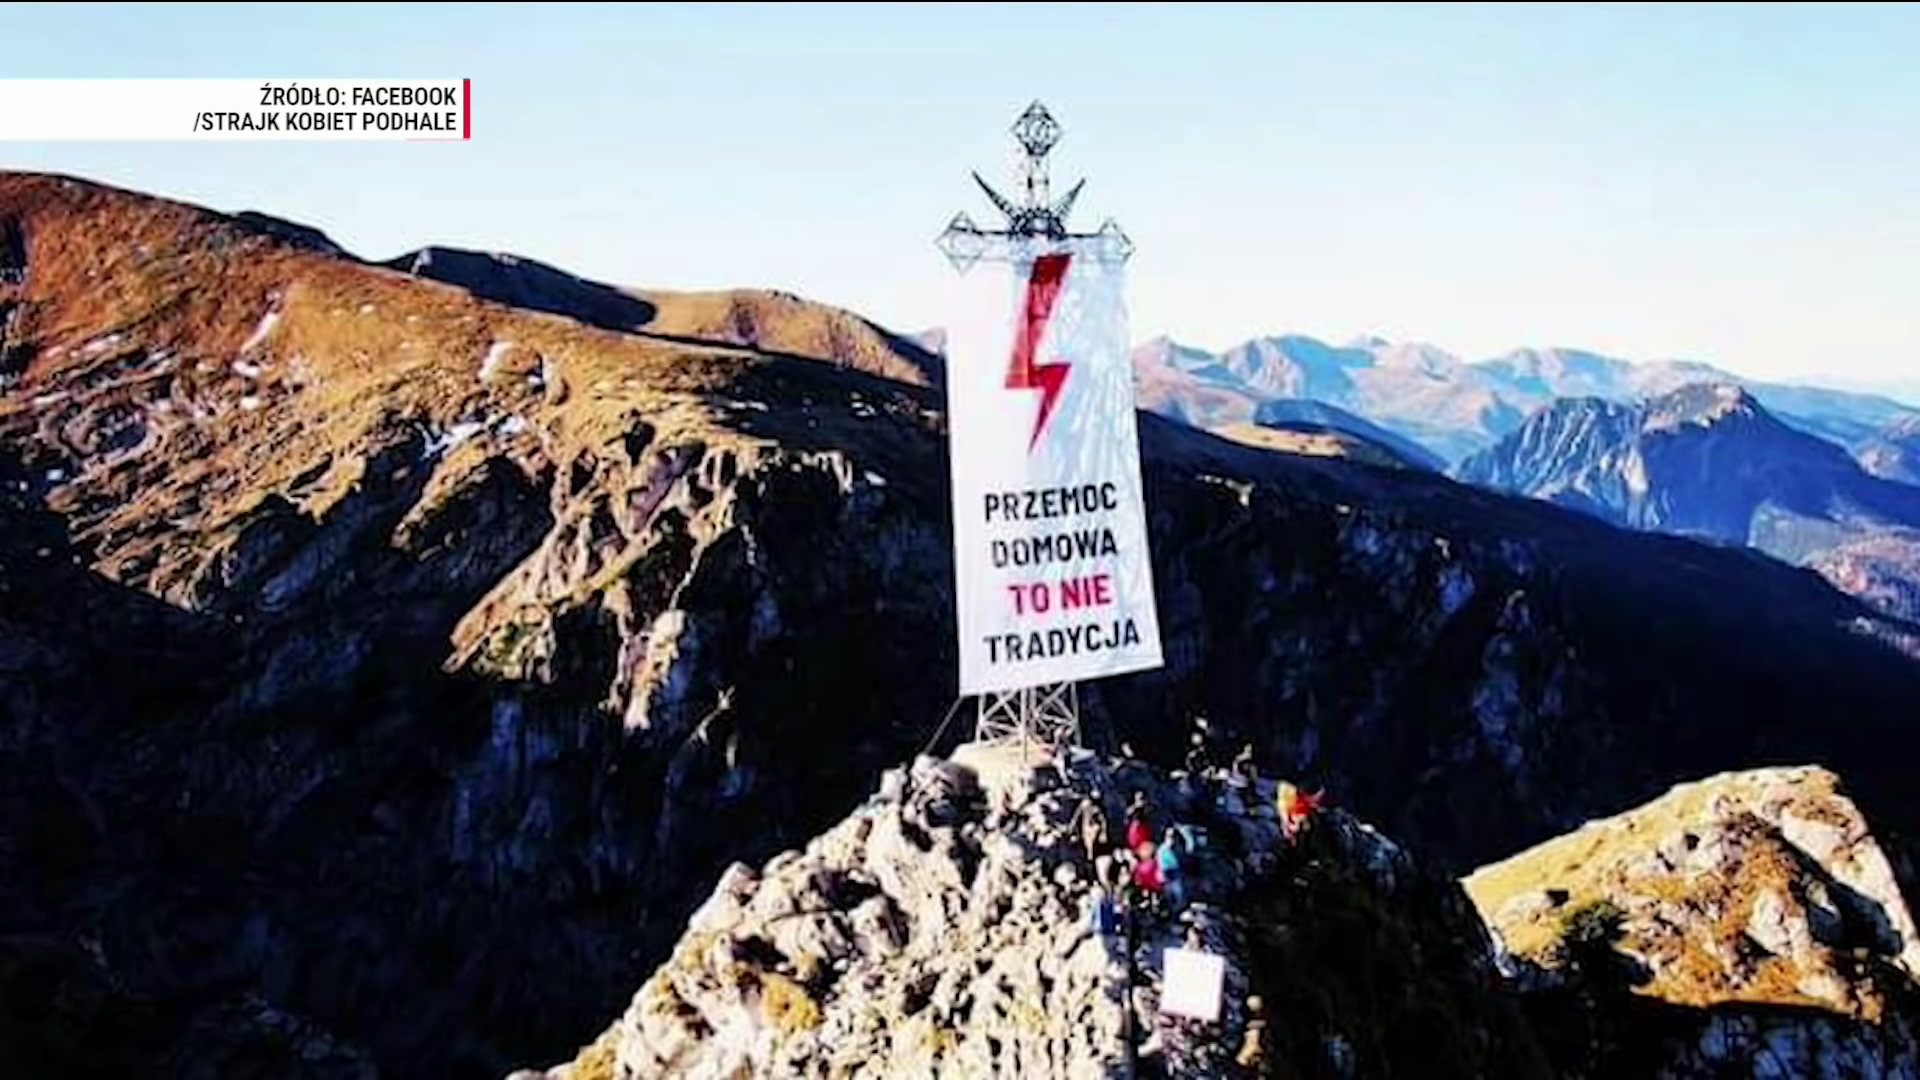 ŹRÓDŁO: FACEBOOK
/STRAJK KOBIET PODHALE
PRZEMOC
DOMOWA
TO NIE
TRADYCJA